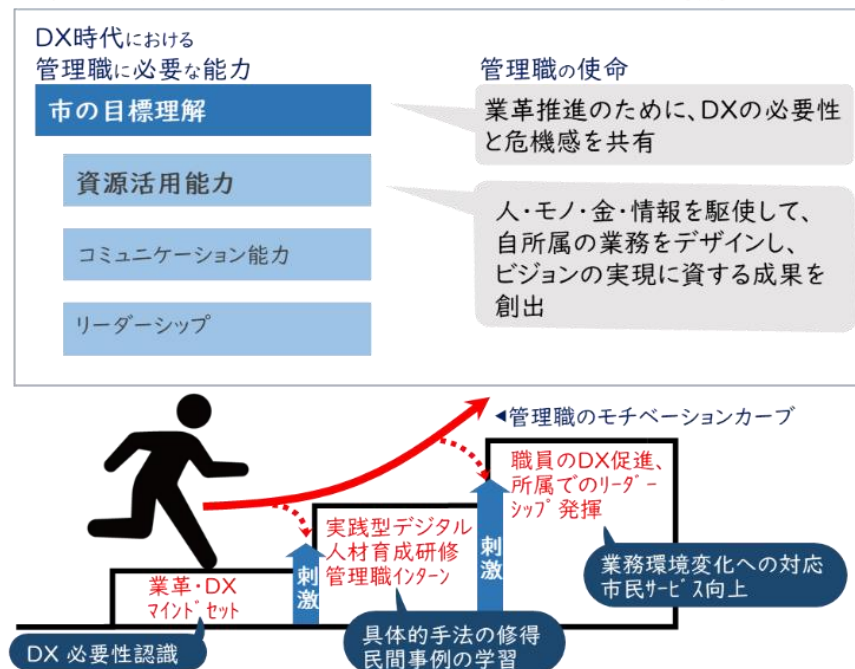 DX時代における
管理職に必要な能力
市の目標理解
資源活用能力
コミュニケーション能力
リーダーシップ
管理職の使命
業革推進のために、DXの必要性
と危機感を共有
人・モノ・金・情報を駆使して、
自所属の業務をデザインし、
ビジョンの実現に資する成果を
創出
◀管理職のモチベーションカーブ
職員のDX促進、
所属でのリーダー
シップ発揮
刺激
業務環境変化への対応
市民サービス向上
実践型デジタル
人材育成研修
管理職インターン
刺激
具体的手法の修得
民間事例の学習
業革・DX
マインドセット
DX 必要性認識